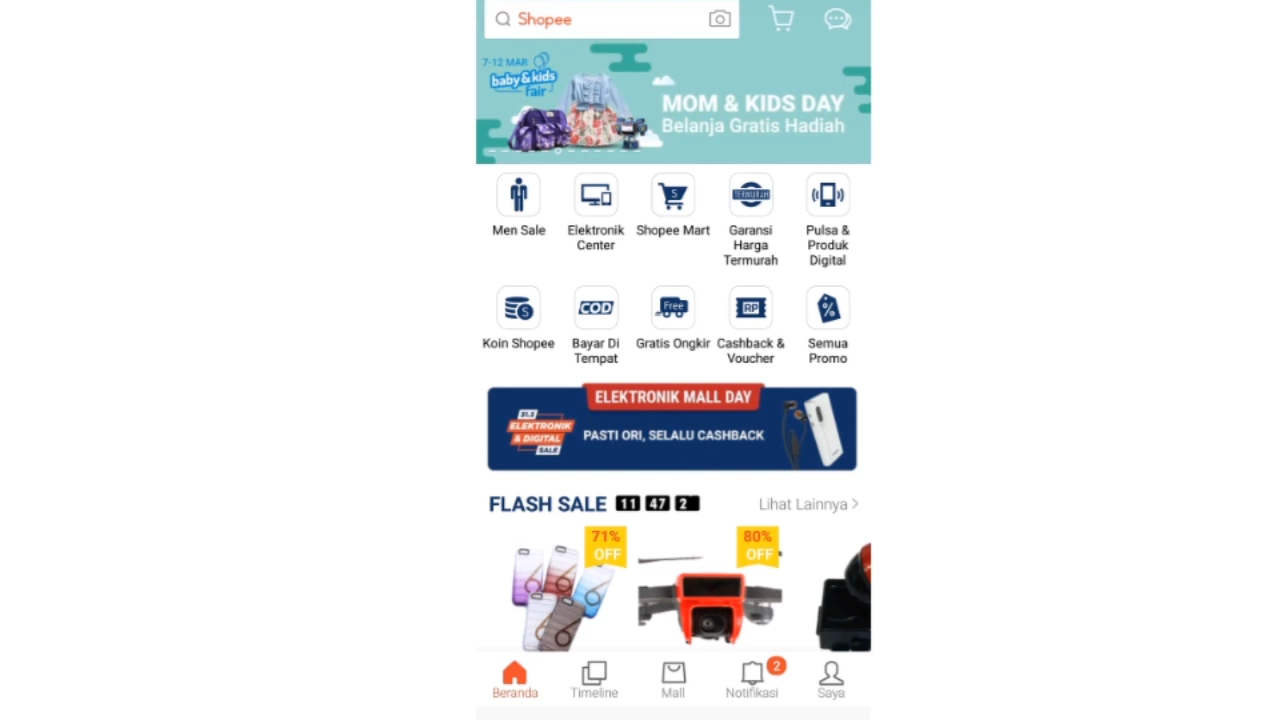 Shopee
7-12 MAR
baby & kids
fair
MOM & KIDS DAY
Belanja Gratis Hadiah
TERMURAH
Men Sale
Elektronik
Center
Shopee Mart
Garansi
Harga
Termurah
Pulsa &
Produk
Digital
S
COD
Free
RP
%
Koin Shopee
Bayar Di
Tempat
Gratis Ongkir
Cashback &
Voucher
Semua
Promo
ELEKTRONIK MALL DAY
31.3
ELEKTRONIK
& DIGITAL
SALE
PASTI ORI, SELALU CASHBACK
FLASH SALE 11 47 2
Lihat Lainnya >
71%
OFF
80%
OFF
2
Beranda
Timeline
Mall
Notifikasi
Saya